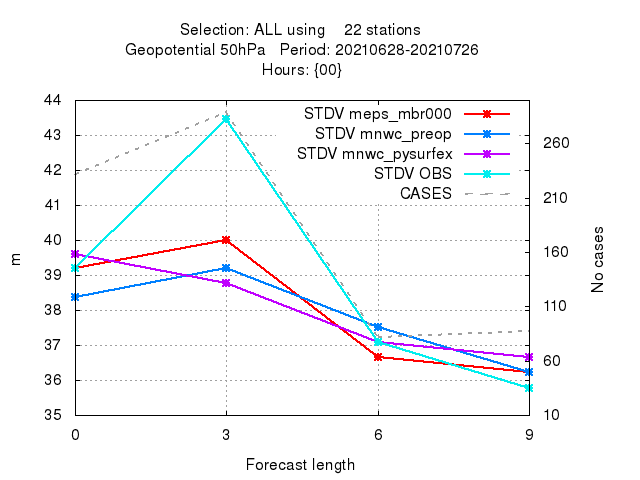 Selection: ALL using    22 stations
Geopotential 50hPa   Period: 20210628-20210726
Hours: {00}
STDV meps_mbr000
STDV mnwc_preop
STDV mnwc_pysurfex
STDV OBS
CASES
44
43
42
41
40
39
38
37
36
35
m
260
210
160
110
60
10
No cases
0 3 6 9
Forecast length